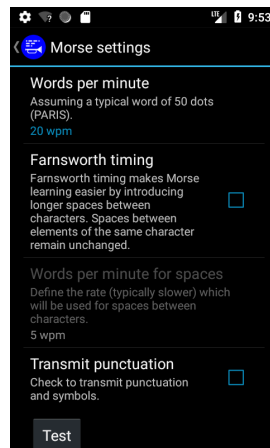 LTE 9:53
Morse settings
Words per minute
Assuming a typical word of 50 dots
(PARIS).
20 wpm
Farnsworth timing
Farnsworth timing makes Morse
learning easier by introducing
longer spaces between
characters. Spaces between
elements of the same character
remain unchanged.
Words per minute for spaces
Define the rate (typically slower) which
will be used for spaces between
characters.
5 wpm
Transmit punctuation
Check to transmit punctuation
and symbols.
Test